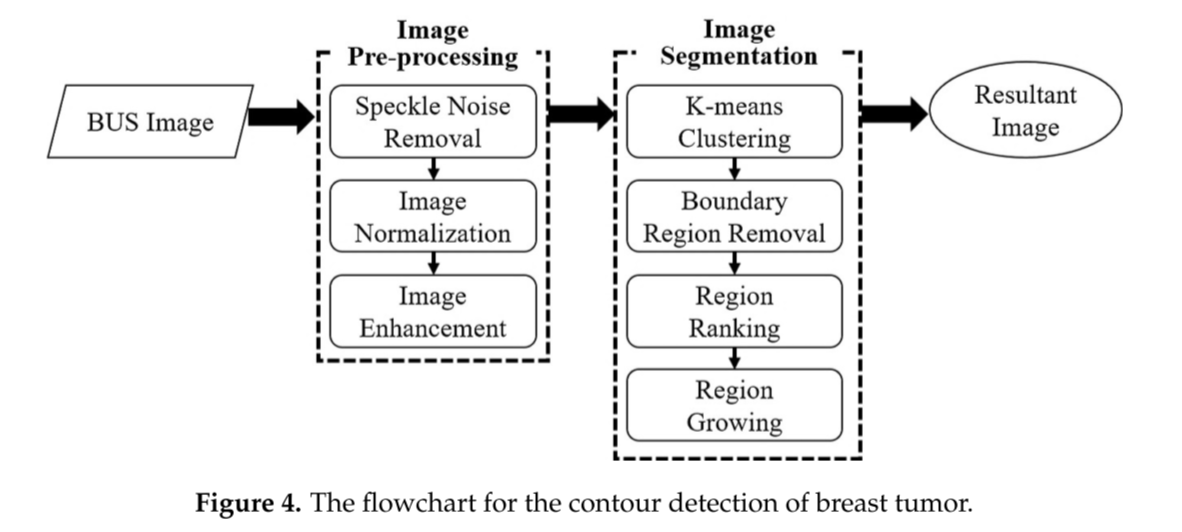 BUS Image
Image
Pre-processing
Speckle Noise
Removal
Image
Normalization
Image
Enhancement
Image
Segmentation
K-means
Clustering
Boundary
Region Removal
Region
Ranking
Region
Growing
Resultant
Image
Figure 4. The flowchart for the contour detection of breast tumor.